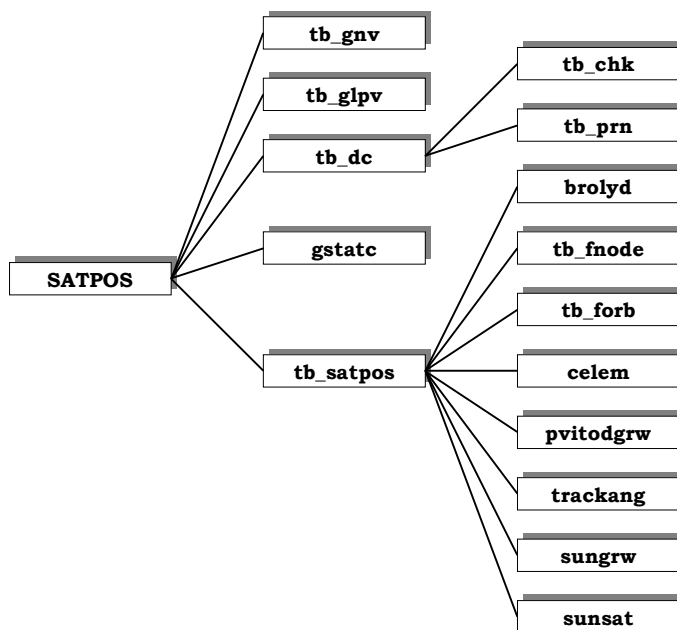 SATPOS
tb_gnv
tb_glpv
tb_dc
gstatc
tb_satpos
tb_chk
tb_prn
brolyd
tb_fnode
tb_forb
celem
pvitodgrw
trackang
sungrw
sunsat